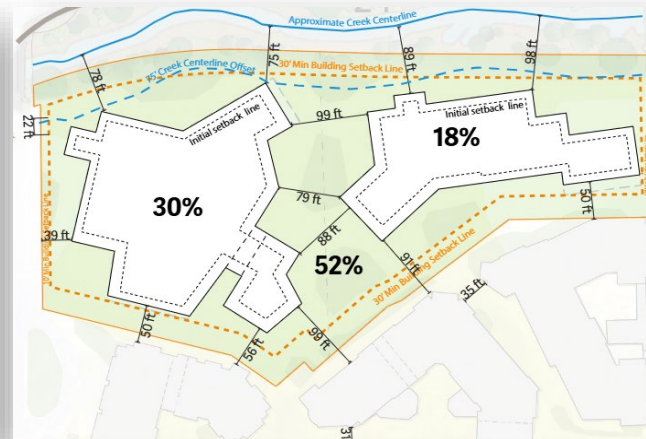 Approximate Creek Centerline
75' Creek Centerline Offset
30' Min Building Setback Line
78 ft
75 ft
89 ft
98 ft
22 ft
Initial setback line
99 ft
Initial setback line
18%
30%
79 ft
50 ft
39 ft
88 ft
52%
91 ft
30' Min Building Setback Line
35 ft
50 ft
56 ft
99 ft